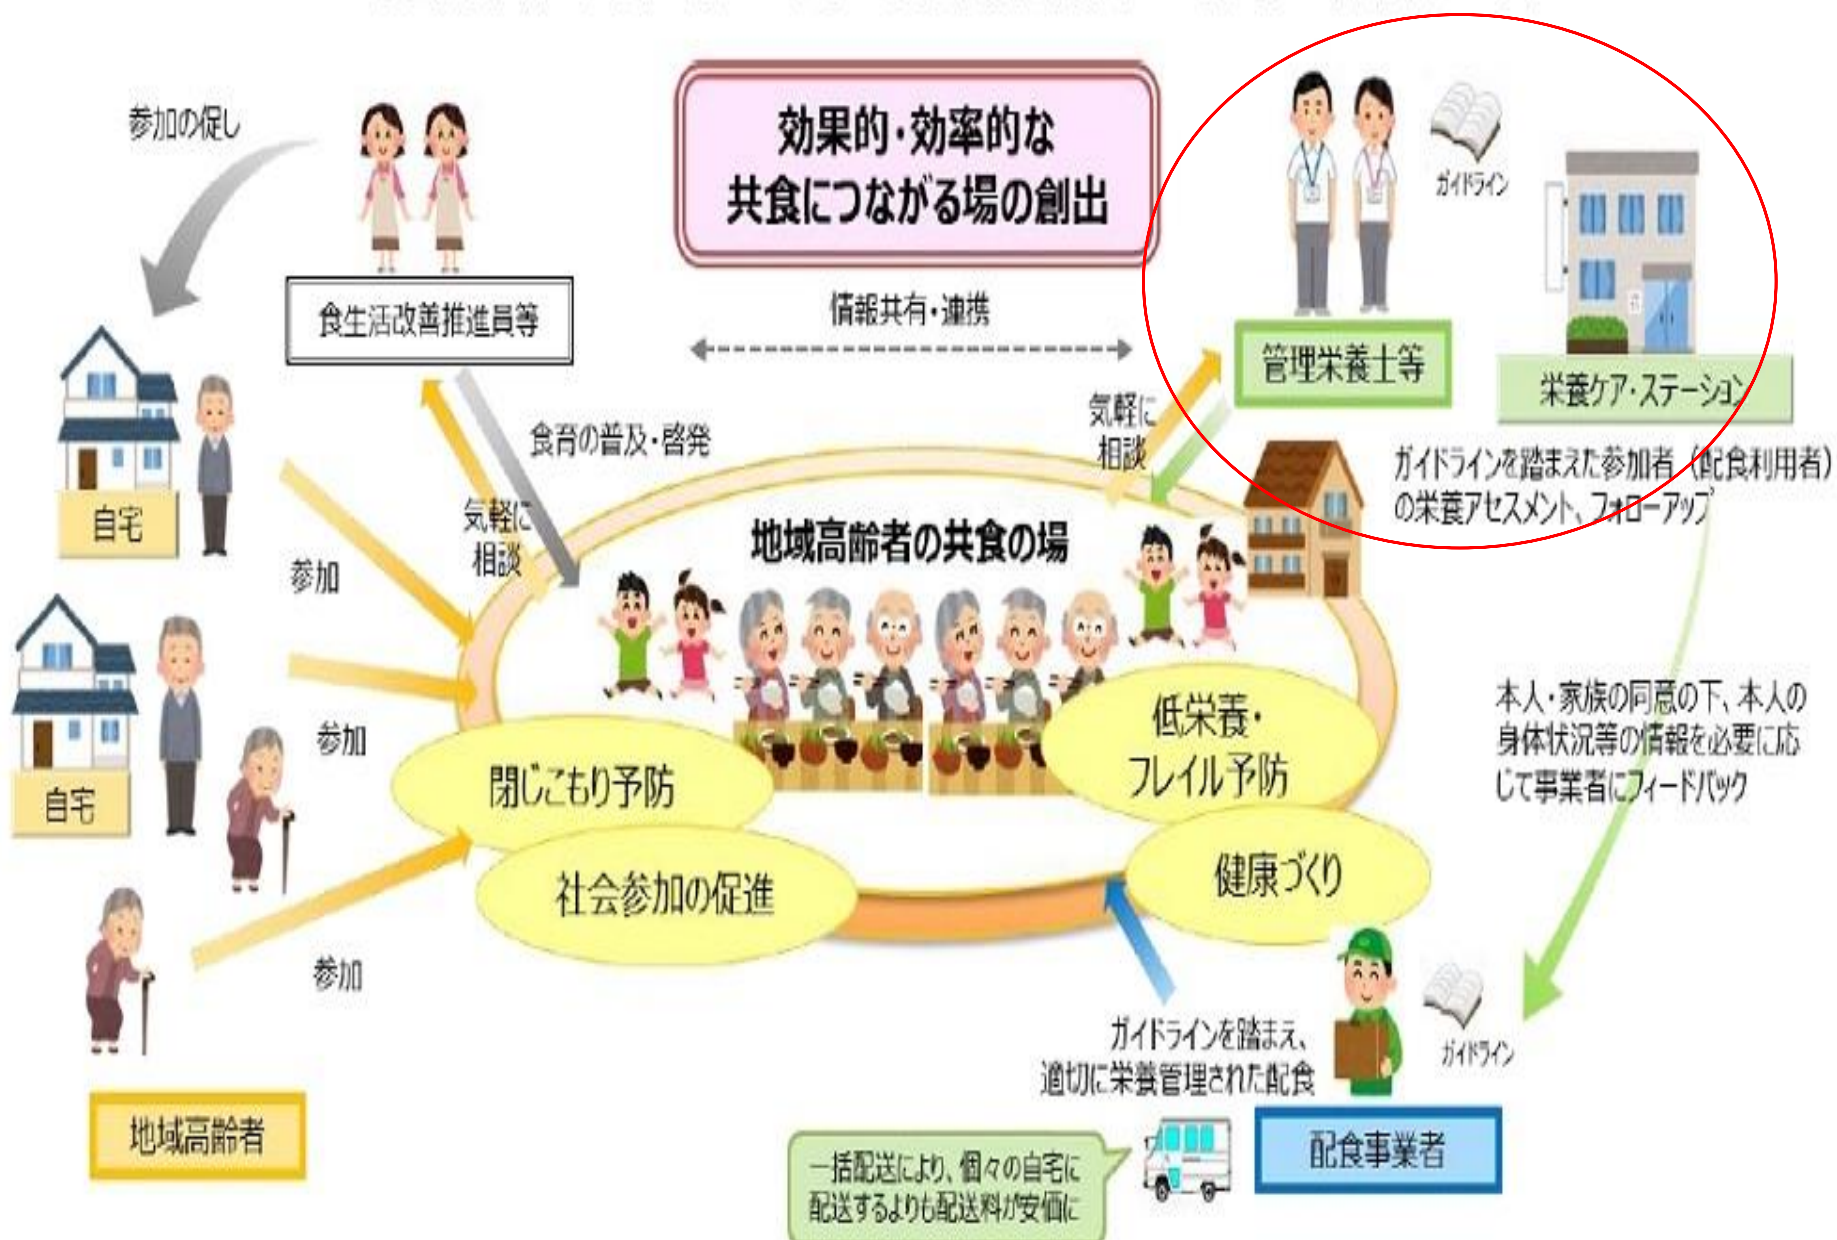 効果的・効率的な
共食につながる場の創出
参加の促し
食生活改善推進員等
情報共有・連携
ガイドライン
管理栄養士等
栄養ケア・ステーション
ガイドラインを踏まえた参加者（配食利用者）
の栄養アセスメント、フォローアップ
気軽に
相談
食育の普及・啓発
気軽に
相談
自宅
参加
地域高齢者の共食の場
自宅
参加
閉じこもり予防
低栄養・
フレイル予防
社会参加の促進
健康づくり
本人・家族の同意の下、本人の
身体状況等の情報を必要に応
じて事業者にフィードバック
参加
地域高齢者
ガイドラインを踏まえ、
適切に栄養管理された配食
ガイドライン
配食事業者
一括配送により、個々の自宅に
配送するよりも配送料が安価に